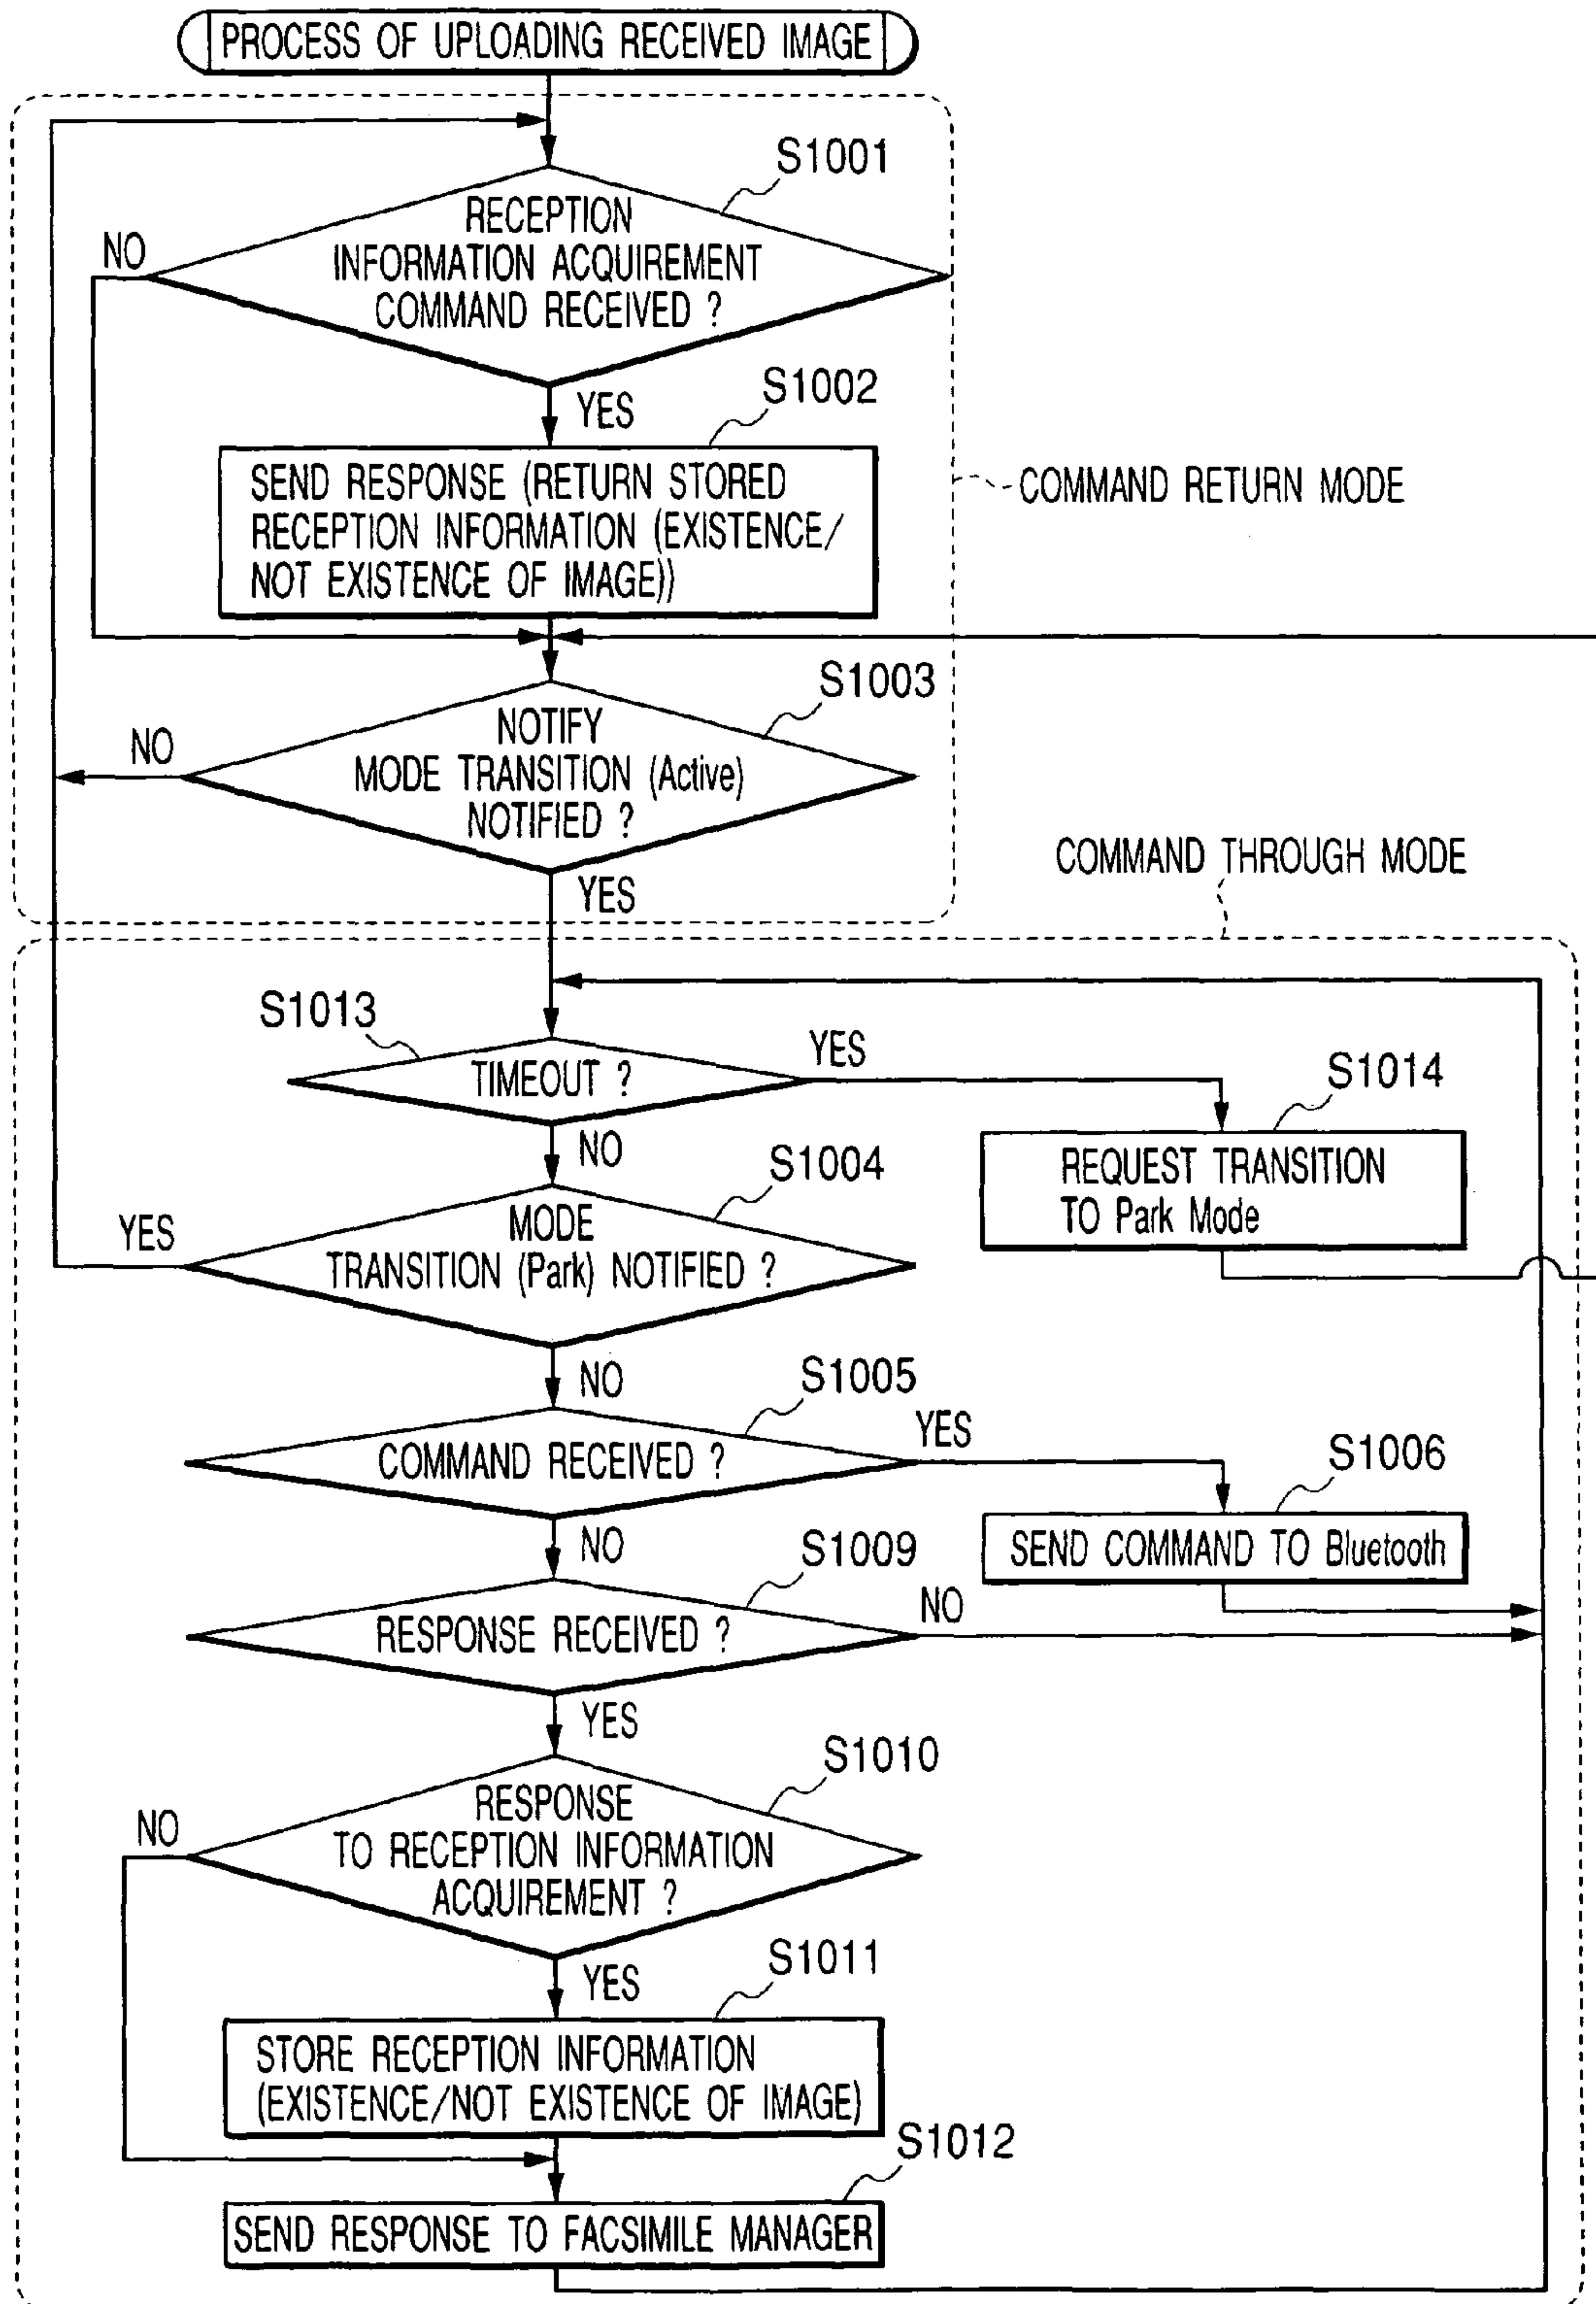 PROCESS OF UPLOADING RECEIVED IMAGE
S1001
RECEPTION
INFORMATION ACQUIREMENT
COMMAND RECEIVED ?
NO
YES
S1002
SEND RESPONSE (RETURN STORED
RECEPTION INFORMATION (EXISTENCE/
NOT EXISTENCE OF IMAGE))
COMMAND RETURN MODE
S1003
NOTIFY
MODE TRANSITION (Active)
NOTIFIED ?
NO
YES
COMMAND THROUGH MODE
S1013
TIMEOUT ?
YES
NO
S1014
REQUEST TRANSITION
TO Park Mode
S1004
MODE
TRANSITION (Park) NOTIFIED ?
YES
NO
S1005
COMMAND RECEIVED ?
YES
NO
S1006
SEND COMMAND TO Bluetooth
S1009
RESPONSE RECEIVED ?
NO
YES
S1010
RESPONSE
TO RECEPTION INFORMATION
ACQUIREMENT ?
NO
YES
S1011
STORE RECEPTION INFORMATION
(EXISTENCE/NOT EXISTENCE OF IMAGE)
S1012
SEND RESPONSE TO FACSIMILE MANAGER